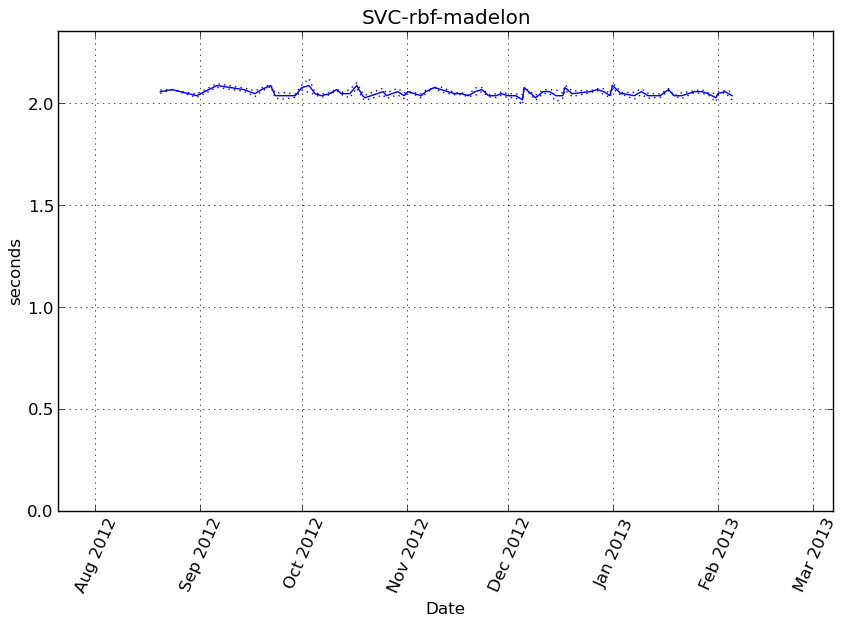 SVC-rbf-madelon
2.0
1.5
1.0
0.5
0.0
seconds
Aug 2012
Sep 2012
Oct 2012
Nov 2012
Dec 2012
Jan 2013
Feb 2013
Mar 2013
Date